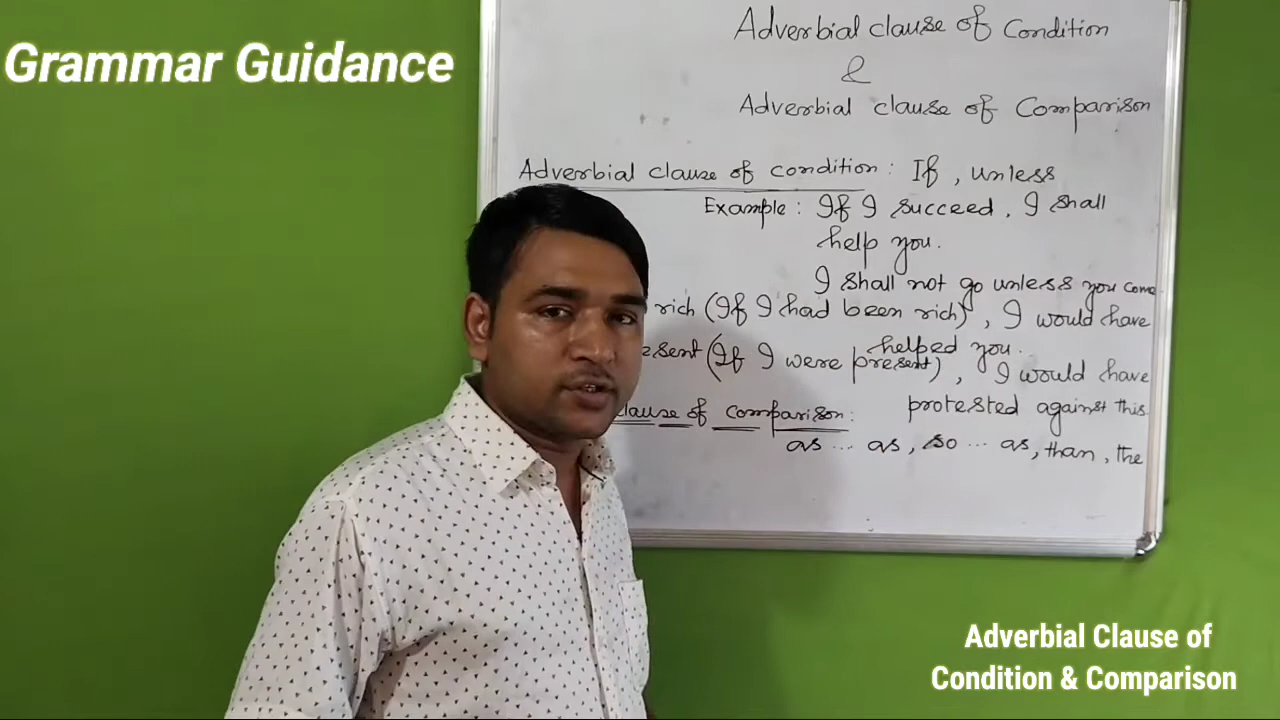 Grammar Guidance
Adverbial clause of Condition
&
Adverbial clause of Comparison
Adverbial clause of condition : If , unless
Example : If I succeed, I shall
help you.
I shall not go unless you come.
rich (If I had been rich), I would have
helped you.
(If I were present), I would have
protested against this
clause of comparison :
as ... as, so ... as, than, the
Adverbial Clause of
Condition & Comparison